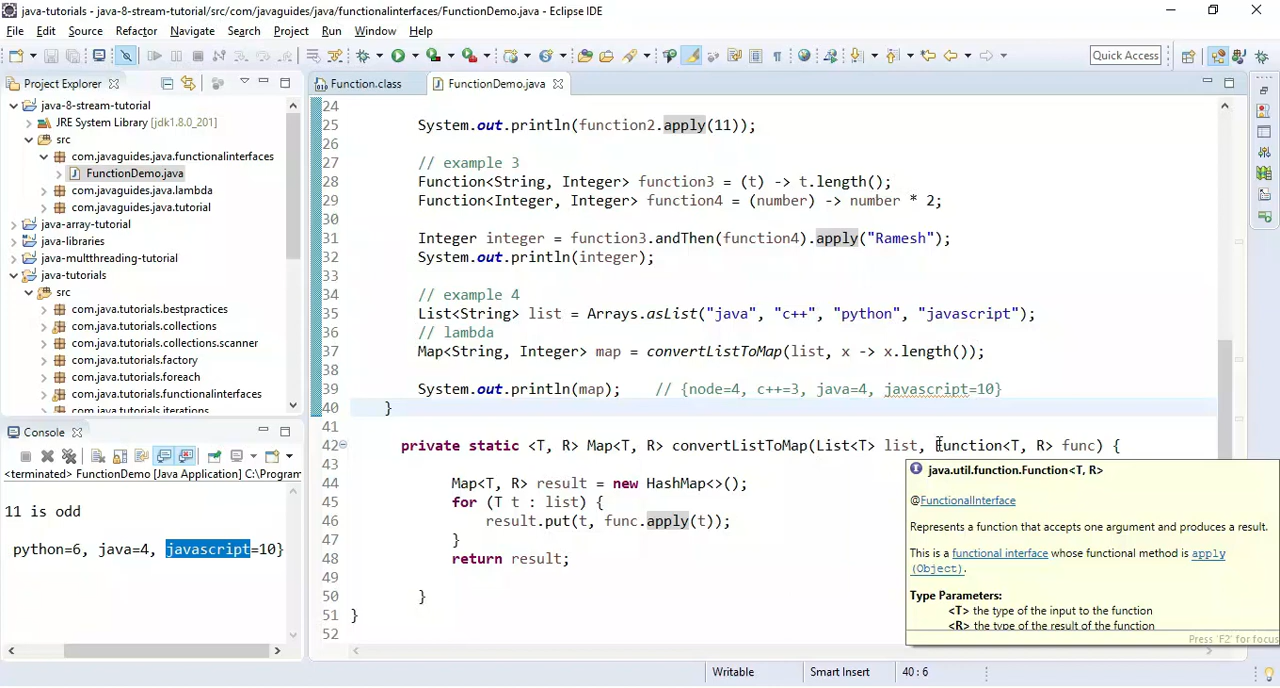 java-tutorials - java-8-stream-tutorial/src/com/javaguides/java/functionalinterfaces/FunctionDemo.java - Eclipse IDE
File Edit Source Refactor Navigate Search Project Run Window Help
Quick Access
Project Explorer
java-8-stream-tutorial
JRE System Library [jdk1.8.0_201]
src
com.javaguides.java.functionalinterfaces
FunctionDemo.java
com.javaguides.java.lambda
com.javaguides.java.tutorial
java-array-tutorial
java-libraries
java-multthreading-tutorial
java-tutorials
src
com.java.tutorials.bestpractices
com.java.tutorials.collections
com.java.tutorials.collections.scanner
com.java.tutorials.factory
com.java.tutorials.foreach
com.java.tutorials.functionalinterfaces
com.java.tutorials.iterations
Console
<terminated> FunctionDemo [Java Application] C:\Program
11 is odd
python=6, java=4, javascript=10}
Function.class FunctionDemo.java
24
25 System.out.println(function2.apply(11));
26
27 // example 3
28 Function<String, Integer> function3 = (t) -> t.length();
29 Function<Integer, Integer> function4 = (number) -> number * 2;
30
31 Integer integer = function3.andThen(function4).apply("Ramesh");
32 System.out.println(integer);
33
34 // example 4
35 List<String> list = Arrays.asList("java", "c++", "python", "javascript");
36 // lambda
37 Map<String, Integer> map = convertListToMap(list, x -> x.length());
38
39 System.out.println(map); // {node=4, c++=3, java=4, javascript=10}
40 }
41
42 private static <T, R> Map<T, R> convertListToMap(List<T> list, Function<T, R> func) {
43
44 Map<T, R> result = new HashMap<>();
45 for (T t : list) {
46 result.put(t, func.apply(t));
47 }
48 return result;
49
50 }
51 }
52
java.util.function.Function<T, R>
@FunctionalInterface
Represents a function that accepts one argument and produces a result.
This is a functional interface whose functional method is apply
(Object).
Type Parameters:
<T> the type of the input to the function
<R> the type of the result of the function
Press 'F2' for focus
Writable Smart Insert 40 : 6